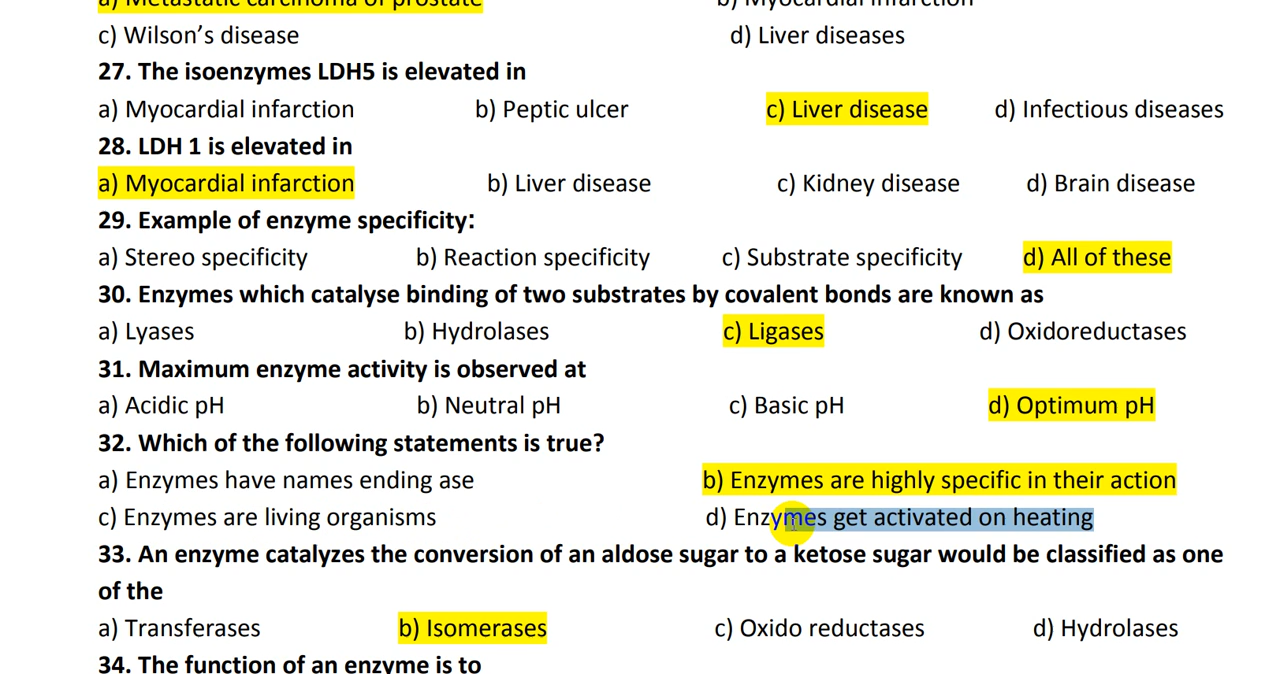 a) Metastatic carcinoma of prostate b) Myocardial infarction
c) Wilson’s disease d) Liver diseases
27. The isoenzymes LDH5 is elevated in
a) Myocardial infarction b) Peptic ulcer c) Liver disease d) Infectious diseases
28. LDH 1 is elevated in
a) Myocardial infarction b) Liver disease c) Kidney disease d) Brain disease
29. Example of enzyme specificity:
a) Stereo specificity b) Reaction specificity c) Substrate specificity d) All of these
30. Enzymes which catalyse binding of two substrates by covalent bonds are known as
a) Lyases b) Hydrolases c) Ligases d) Oxidoreductases
31. Maximum enzyme activity is observed at
a) Acidic pH b) Neutral pH c) Basic pH d) Optimum pH
32. Which of the following statements is true?
a) Enzymes have names ending ase b) Enzymes are highly specific in their action
c) Enzymes are living organisms d) Enzymes get activated on heating
33. An enzyme catalyzes the conversion of an aldose sugar to a ketose sugar would be classified as one
of the
a) Transferases b) Isomerases c) Oxido reductases d) Hydrolases
34. The function of an enzyme is to